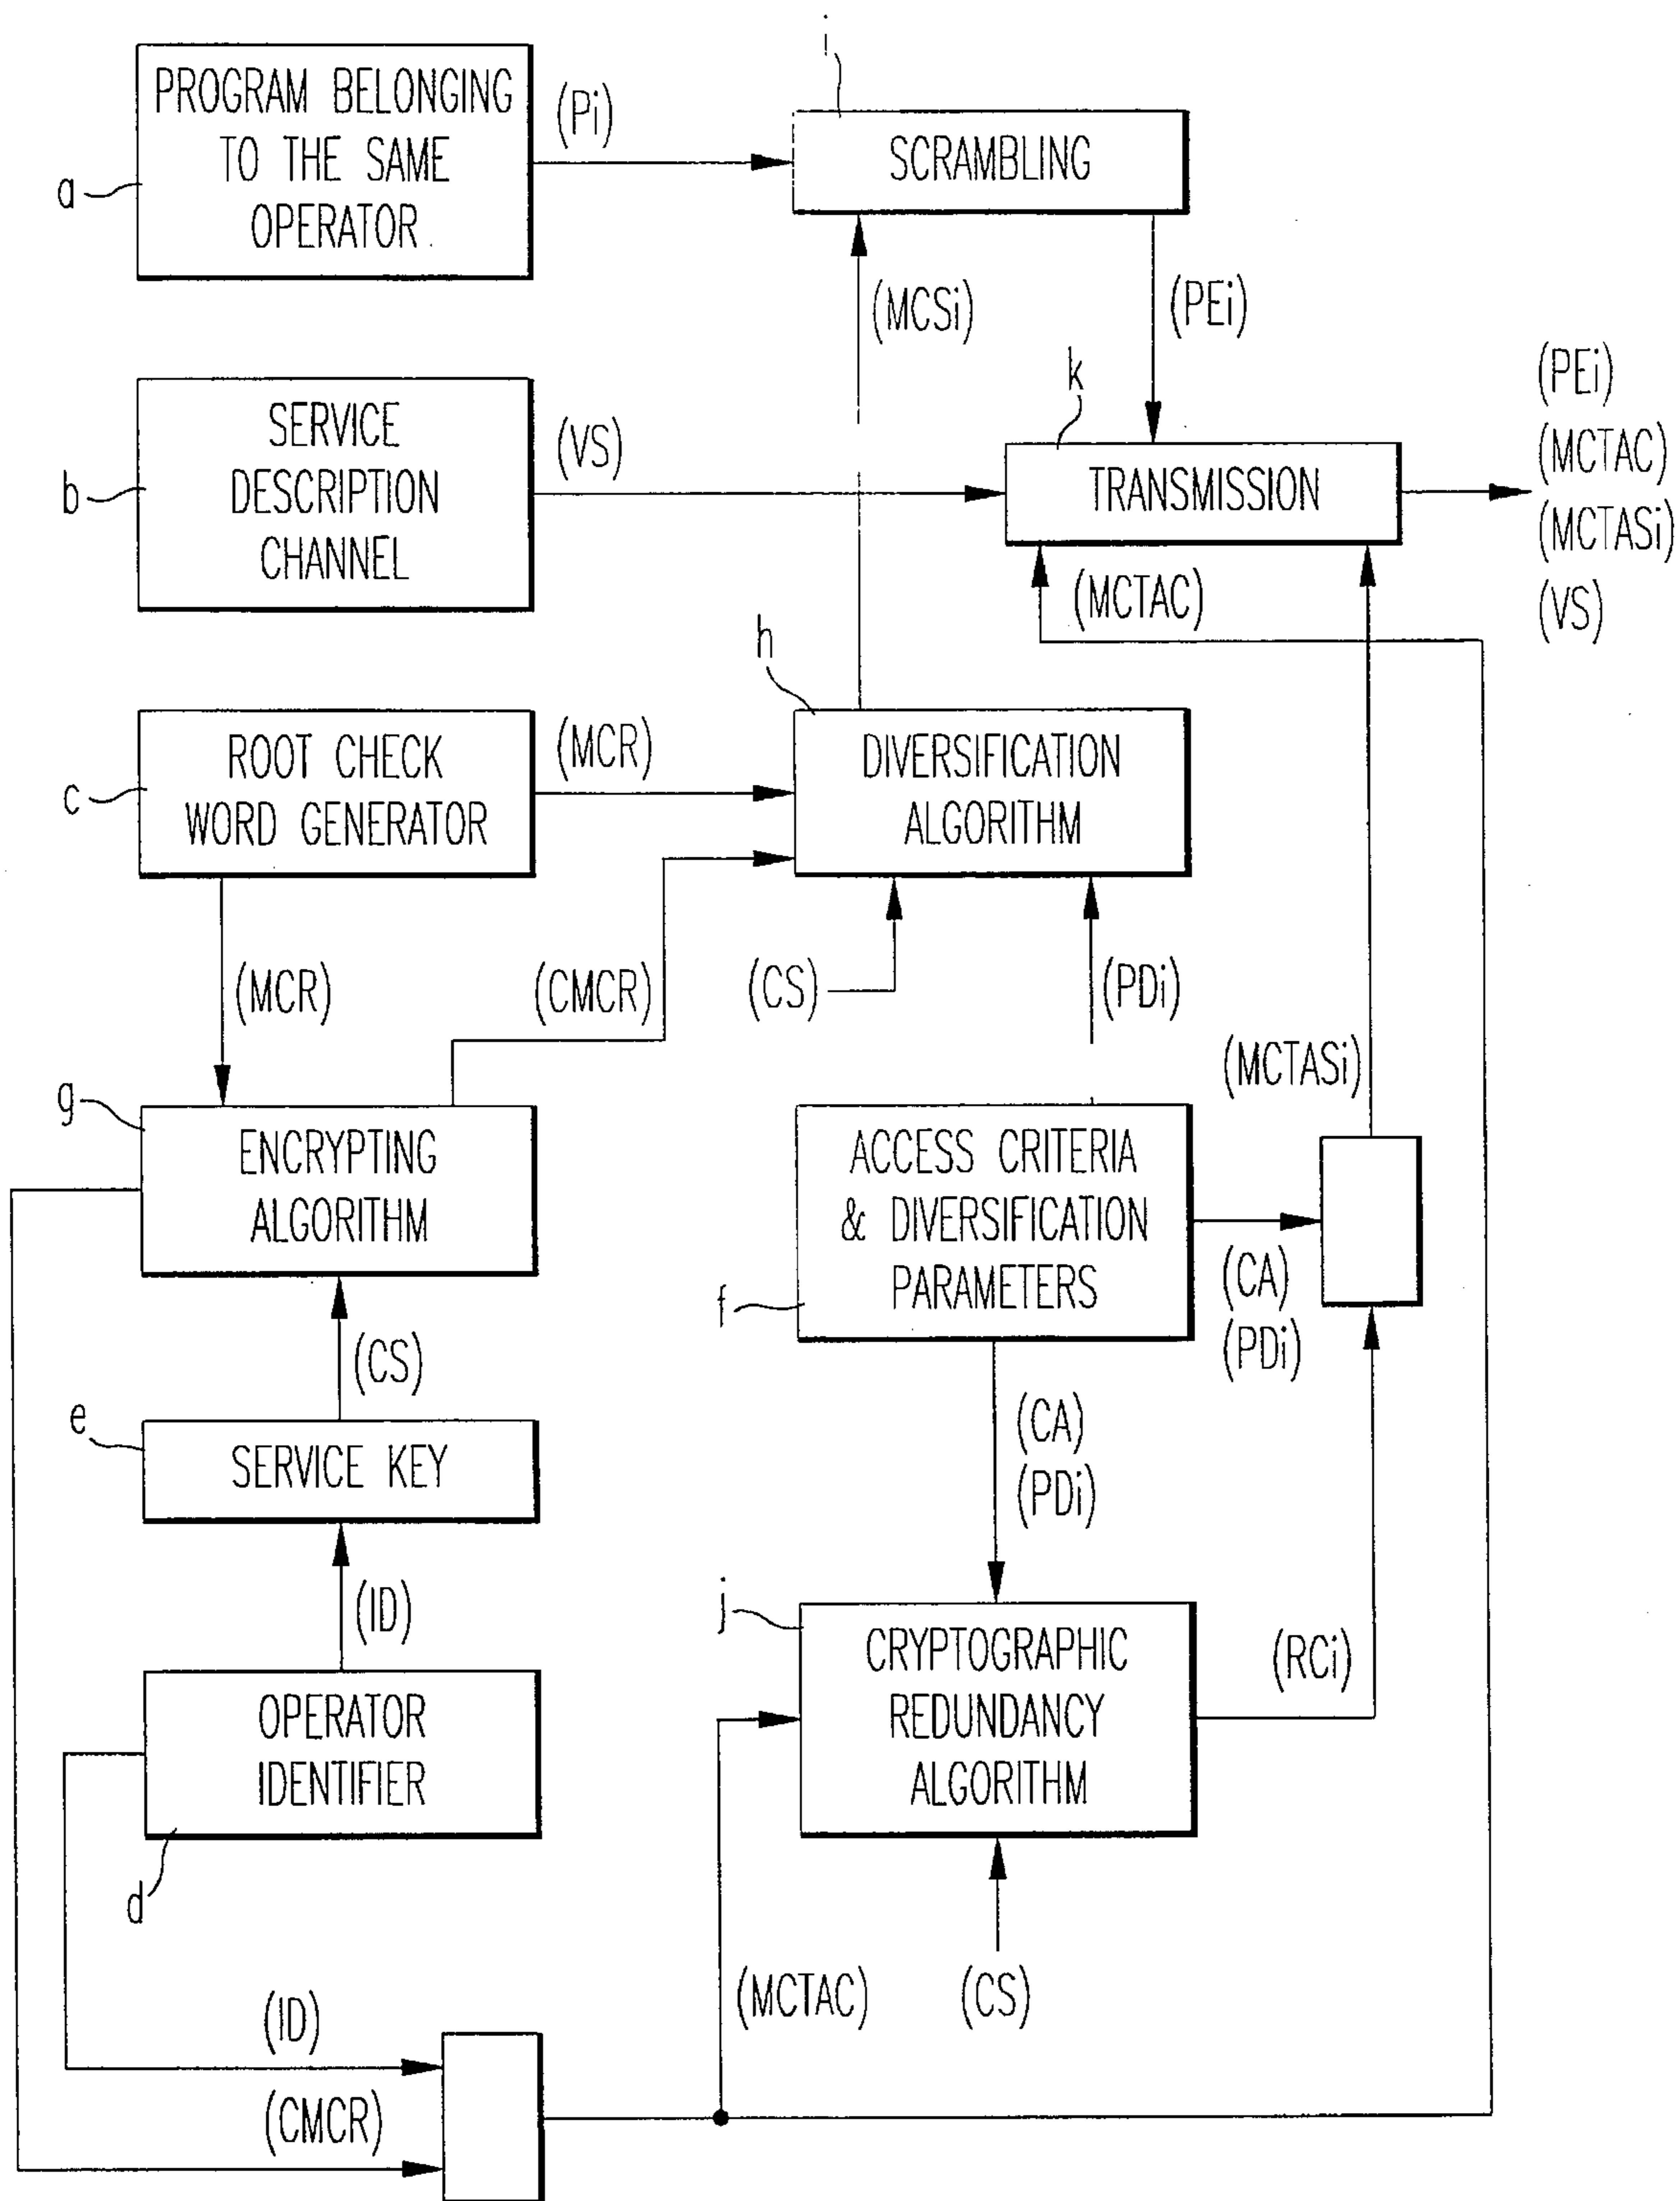 i
PROGRAM BELONGING
TO THE SAME
OPERATOR
a
(Pi)
SCRAMBLING
(MCSi)
(PEi)
SERVICE
DESCRIPTION
CHANNEL
b
(VS)
k
TRANSMISSION
(PEi)
(MCTAC)
(MCTASi)
(VS)
(MCTAC)
h
ROOT CHECK
WORD GENERATOR
c
(MCR)
DIVERSIFICATION
ALGORITHM
(MCR)
(CMCR)
(CS)
(PDi)
(MCTASi)
g
ENCRYPTING
ALGORITHM
ACCESS CRITERIA
& DIVERSIFICATION
PARAMETERS
f
(CA)
(PDi)
(CS)
e
SERVICE KEY
(CA)
(PDi)
(ID)
j
CRYPTOGRAPHIC
REDUNDANCY
ALGORITHM
(RCi)
OPERATOR
IDENTIFIER
d
(MCTAC)
(CS)
(ID)
(CMCR)